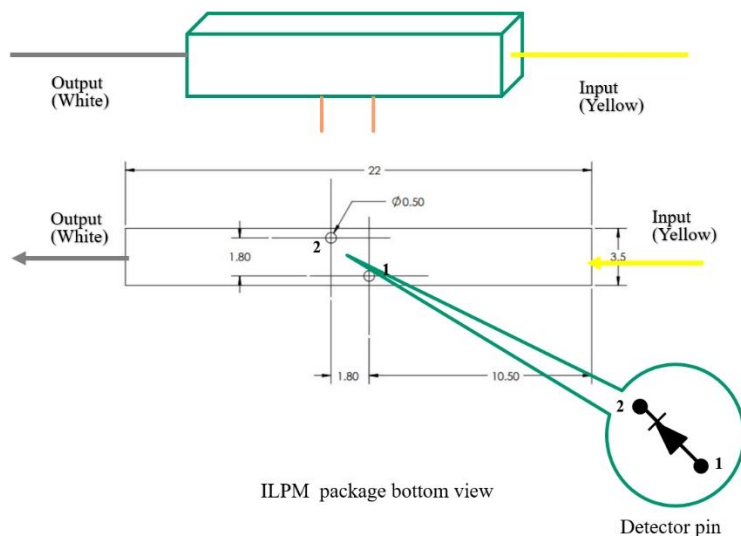 Output
(White)
Input
(Yellow)
22
Ø0.50
Output
(White)
Input
(Yellow)
2
1.80
1
3.5
1.80
10.50
2
1
ILPM package bottom view
Detector pin